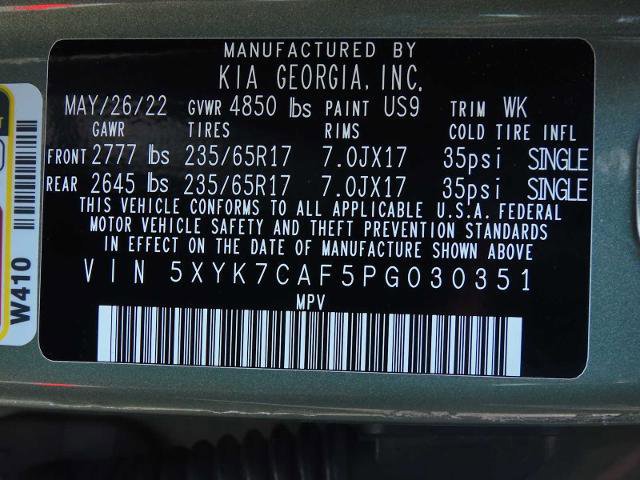 MANUFACTURED BY
KIA GEORGIA, INC.
MAY/26/22 GVWR 4850 lbs PAINT US9 TRIM WK
GAWR TIRES RIMS COLD TIRE INFL
FRONT 2777 lbs 235/65R17 7.0JX17 35psi SINGLE
REAR 2645 lbs 235/65R17 7.0JX17 35psi SINGLE
THIS VEHICLE CONFORMS TO ALL APPLICABLE U.S.A. FEDERAL
MOTOR VEHICLE SAFETY AND THEFT PREVENTION STANDARDS
IN EFFECT ON THE DATE OF MANUFACTURE SHOWN ABOVE.
VIN 5XYK7CAF5PG030351
MPV
W410